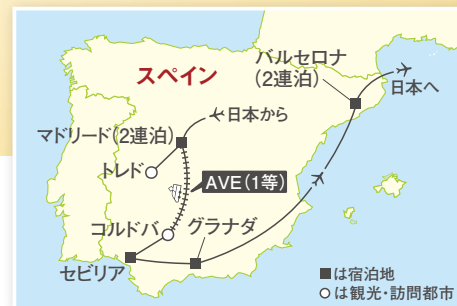 スペイン
バルセロナ
(2連泊)
日本へ
日本から
マドリード(2連泊)
トレド
AVE(1等)
コルドバ
グラナダ
セビリア
■は宿泊地
○は観光・訪問都市